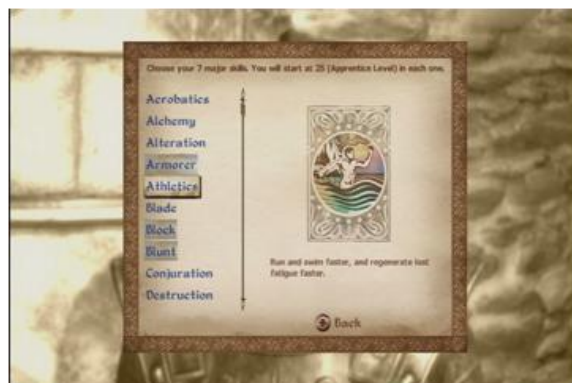 Choose your 7 major skills. You will start at 25 (Apprentice Level) in each one.
Acrobatics
Alchemy
Alteration
Armorer
Athletics
Blade
Block
Blunt
Conjuration
Destruction
Run and swim faster, and regenerate lost
fatigue faster.
Back